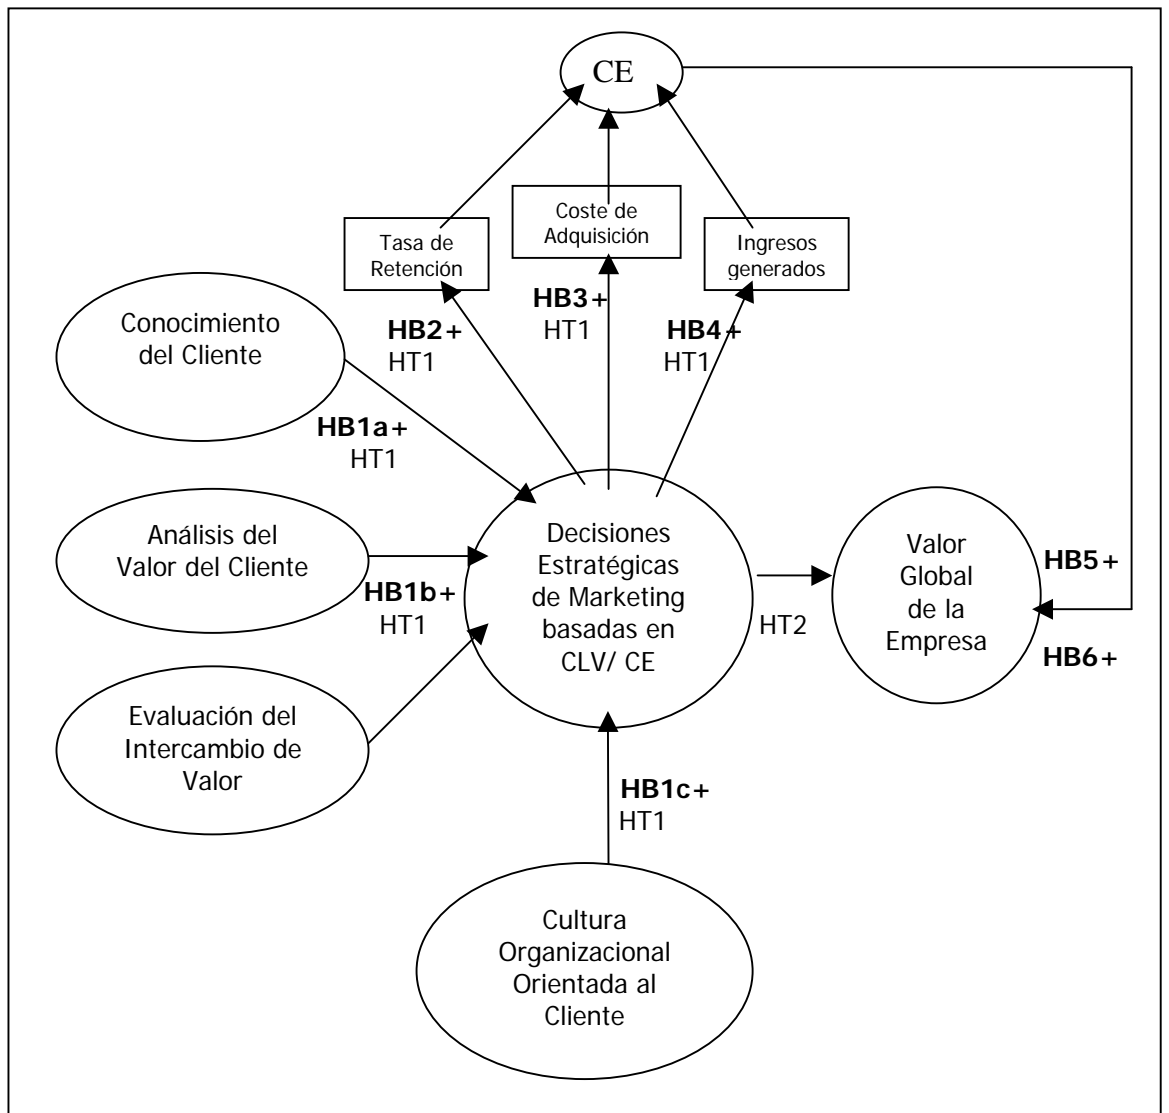 CE
Coste de
Adquisición
Tasa de
Retención
Ingresos
generados
HB2+
HT1
HB3+
HT1
HB4+
HT1
Conocimiento
del Cliente
HB1a+
HT1
Análisis del
Valor del Cliente
HB1b+
HT1
Evaluación del
Intercambio de
Valor
Decisiones
Estratégicas
de Marketing
basadas en
CLV/ CE
HT2
Valor
Global
de la
Empresa
HB5+
HB6+
HB1c+
HT1
Cultura
Organizacional
Orientada al
Cliente